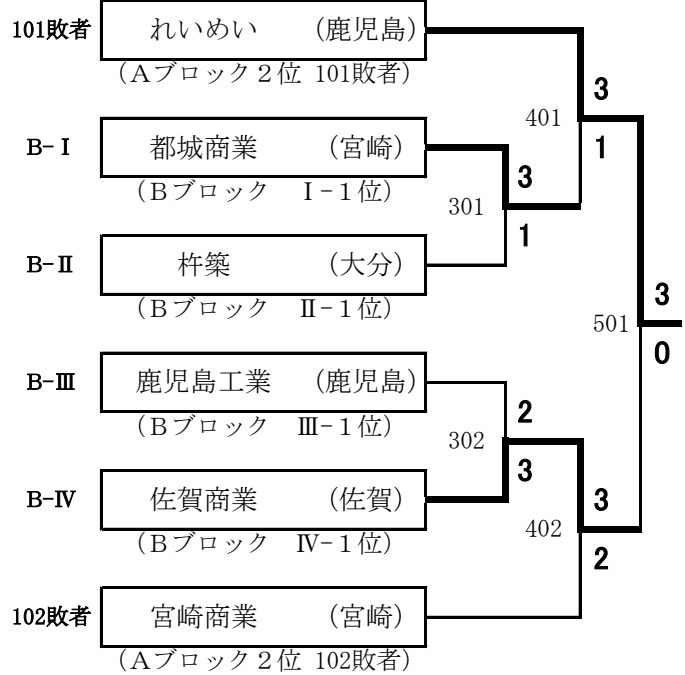 101敗者 れいめい (鹿児島)
(Aブロック2位 101敗者)
3
401
1
B-Ⅰ 都城商業 (宮崎)
(Bブロック Ⅰ-1位)
3
301
1
B-Ⅱ 杵築 (大分)
(Bブロック Ⅱ-1位)
3
501
0
B-Ⅲ 鹿児島工業 (鹿児島)
(Bブロック Ⅲ-1位)
2
302
3
B-Ⅳ 佐賀商業 (佐賀)
(Bブロック Ⅳ-1位)
3
402
2
102敗者 宮崎商業 (宮崎)
(Aブロック2位 102敗者)